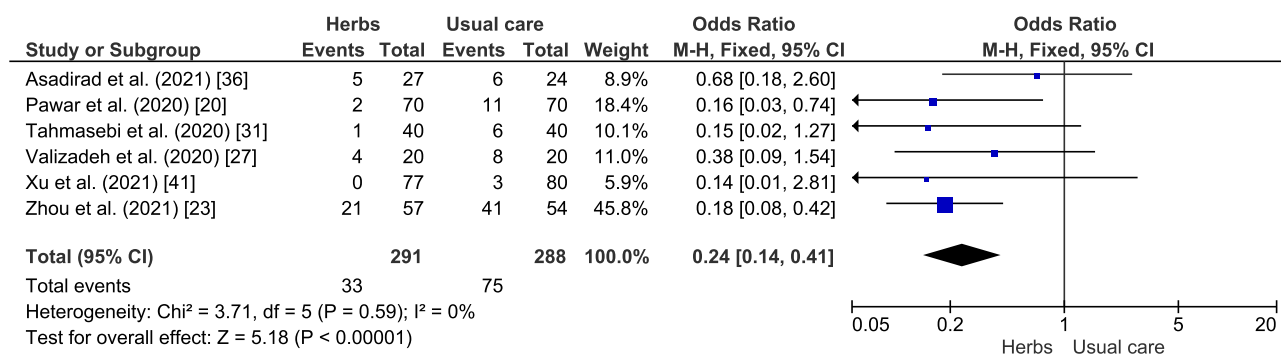 Herbs Usual care Odds Ratio Odds Ratio
Study or Subgroup Events Total Events Total Weight M-H, Fixed, 95% CI M-H, Fixed, 95% CI
Asadirad et al. (2021) [36] 5 27 6 24 8.9% 0.68 [0.18, 2.60]
Pawar et al. (2020) [20] 2 70 11 70 18.4% 0.16 [0.03, 0.74]
Tahmasebi et al. (2020) [31] 1 40 6 40 10.1% 0.15 [0.02, 1.27]
Valizadeh et al. (2020) [27] 4 20 8 20 11.0% 0.38 [0.09, 1.54]
Xu et al. (2021) [41] 0 77 3 80 5.9% 0.14 [0.01, 2.81]
Zhou et al. (2021) [23] 21 57 41 54 45.8% 0.18 [0.08, 0.42]
Total (95% CI) 291 288 100.0% 0.24 [0.14, 0.41]
Total events 33 75
Heterogeneity: Chi² = 3.71, df = 5 (P = 0.59); I² = 0%
Test for overall effect: Z = 5.18 (P < 0.00001)
0.05 0.2 1 5 20
Herbs Usual care